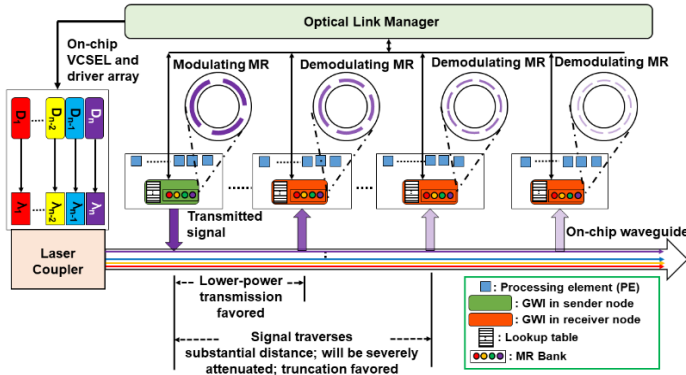 Optical Link Manager
On-chip
VCSEL and
driver array
Modulating MR
Demodulating MR
Demodulating MR
Demodulating MR
D1
Dn-2
Dn-1
Dn
λ1
λn-2
λn-1
λn
Laser
Coupler
Transmitted
signal
On-chip waveguide
Lower-power
transmission
favored
Signal traverses
substantial distance; will be severely
attenuated; truncation favored
: Processing element (PE)
: GWI in sender node
: GWI in receiver node
: Lookup table
: MR Bank